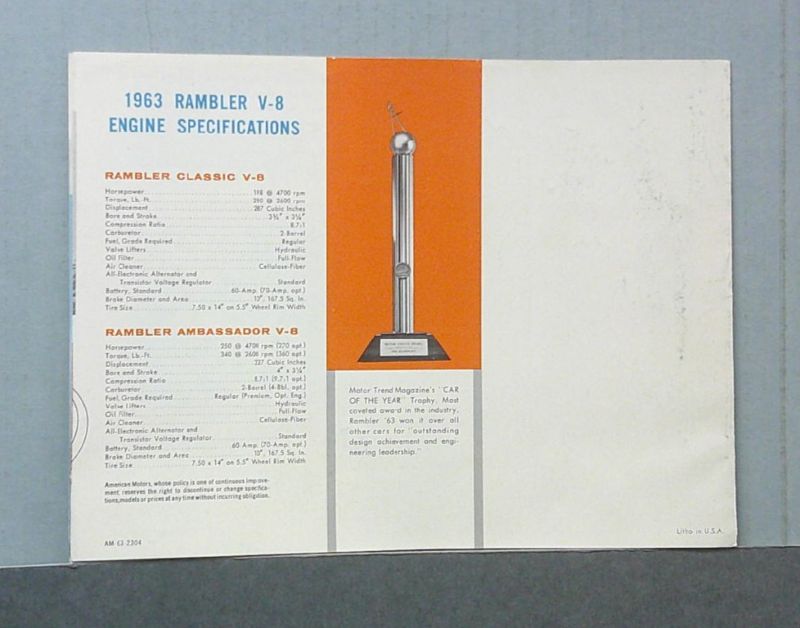 1963 RAMBLER V-8
ENGINE SPECIFICATIONS
RAMBLER CLASSIC V-8
Horsepower 198 @ 4700 rpm
Torque, Lb.-Ft. 280 @ 2600 rpm
Displacement 287 Cubic Inches
Bore and Stroke 3¾" x 3¼"
Compression Ratio 8.7:1
Carburetor 2-Barrel
Fuel, Grade Required Regular
Valve Lifters Hydraulic
Oil Filter Full-Flow
Air Cleaner Cellulose-Fiber
All-Electronic Alternator and
Transistor Voltage Regulator Standard
Battery, Standard 60-Amp. (70-Amp. opt.)
Brake Diameter and Area 10", 167.5 Sq. In.
Tire Size 7.50 x 14" on 5.5" Wheel Rim Width
RAMBLER AMBASSADOR V-8
Horsepower 250 @ 4700 rpm (270 opt.)
Torque, Lb.-Ft. 340 @ 2600 rpm (360 opt.)
Displacement 327 Cubic Inches
Bore and Stroke 4" x 3¼"
Compression Ratio 8.7:1 (9.7:1 opt.)
Carburetor 2-Barrel (4-Bbl. opt.)
Fuel, Grade Required Regular (Premium, Opt. Eng.)
Valve Lifters Hydraulic
Oil Filter Full-Flow
Air Cleaner Cellulose-Fiber
All-Electronic Alternator and
Transistor Voltage Regulator Standard
Battery, Standard 60-Amp. (70-Amp. opt.)
Brake Diameter and Area 10", 167.5 Sq. In.
Tire Size 7.50 x 14" on 5.5" Wheel Rim Width
American Motors, whose policy is one of continuous improve-
ment, reserves the right to discontinue or change specifica-
tions, models or prices at any time without incurring obligation.
AM-63-2304
Motor Trend Magazine's "CAR
OF THE YEAR" Trophy. Most
coveted award in the industry,
Rambler '63 won it over all
other cars for "outstanding
design achievement and engi-
neering leadership."
Litho in U.S.A.